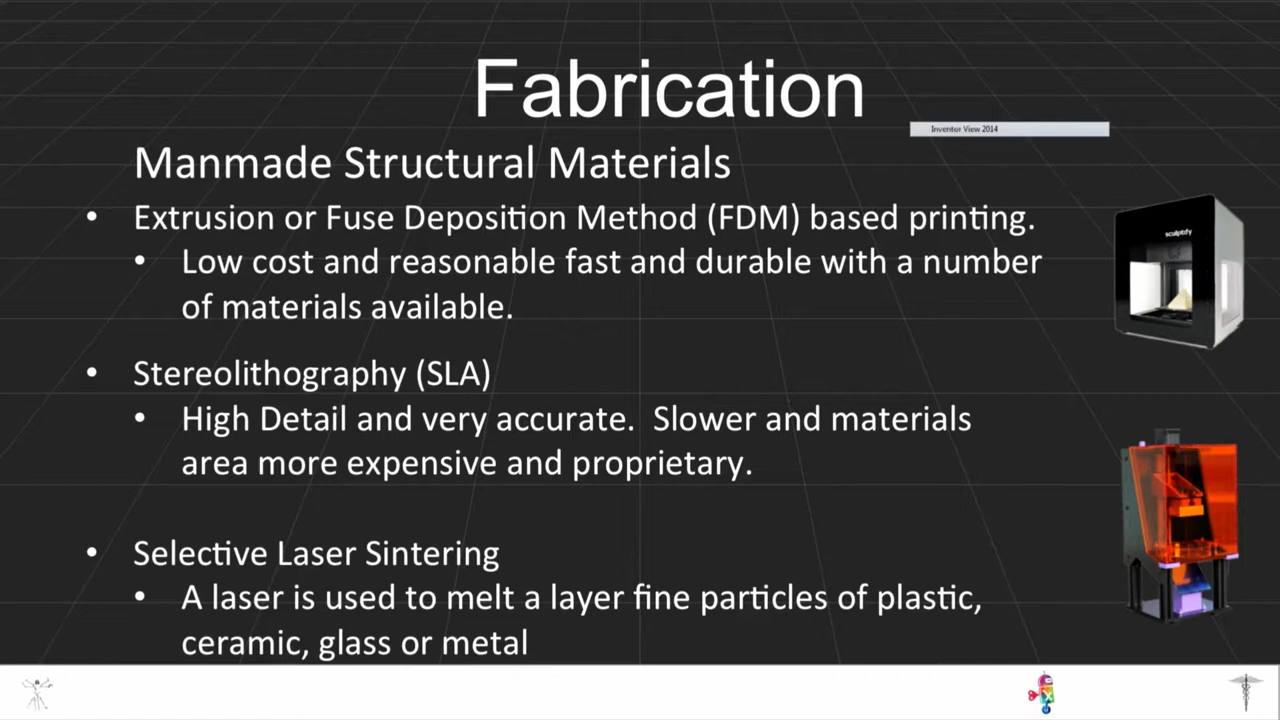 Fabrication
Inventor View 2014
Manmade Structural Materials
• Extrusion or Fuse Deposition Method (FDM) based printing.
• Low cost and reasonable fast and durable with a number
of materials available.
sculptify
• Stereolithography (SLA)
• High Detail and very accurate. Slower and materials
area more expensive and proprietary.
• Selective Laser Sintering
• A laser is used to melt a layer fine particles of plastic,
ceramic, glass or metal